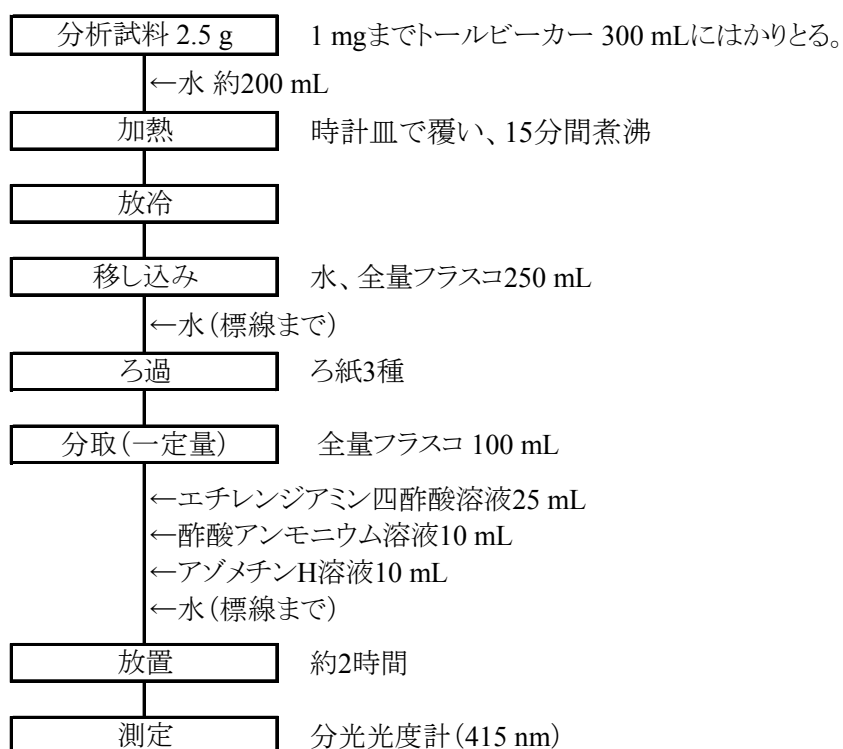 分析試料 2.5 g 1 mgまでトールビーカー 300 mLにはかりとる。
←水 約200 mL
加熱 時計皿で覆い、15分間煮沸
放冷
移し込み 水、全量フラスコ250 mL
←水(標線まで)
ろ過 ろ紙3種
分取(一定量) 全量フラスコ 100 mL
←エチレンジアミン四酢酸溶液25 mL
←酢酸アンモニウム溶液10 mL
←アゾメチンH溶液10 mL
←水(標線まで)
放置 約2時間
測定 分光光度計(415 nm)